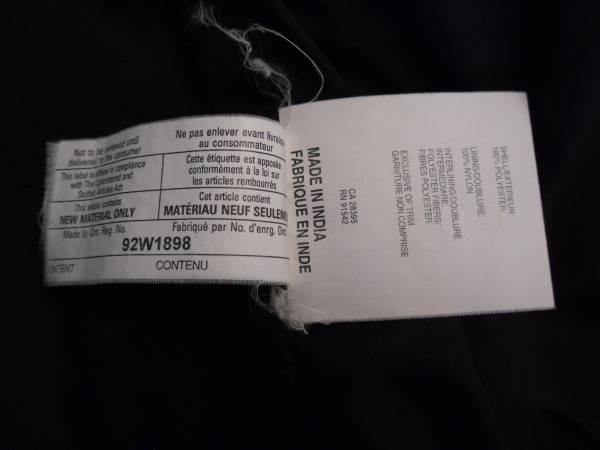 Not to be removed until
delivered to the consumer
This label is affixed in compliance
with The Upholstered and
Stuffed Articles Act
This article contains
NEW MATERIAL ONLY
Made by Ont. Reg. No.
Ne pas enlever avant livraison
au consommateur
Cette étiquette est apposée
conformément à la loi sur
les articles rembourrés
Cet article contient
MATÉRIAU NEUF SEULEMEN
Fabriqué par No. d'enrg. Ont.
92W1898
CONTENU
MADE IN INDIA
FABRIQUE EN INDE
CA 28395
RN 91542
SHELL/EXTERIEUR:
100% POLYESTER
LINING/DOUBLURE:
100% NYLON
INTERLINING/DOUBLURE
INTERMEDIARE:
POLYESTER FIBERS/
FIBRES POLYESTER
EXCLUSIVE OF TRIM
GARNITURE NON COMPRISE